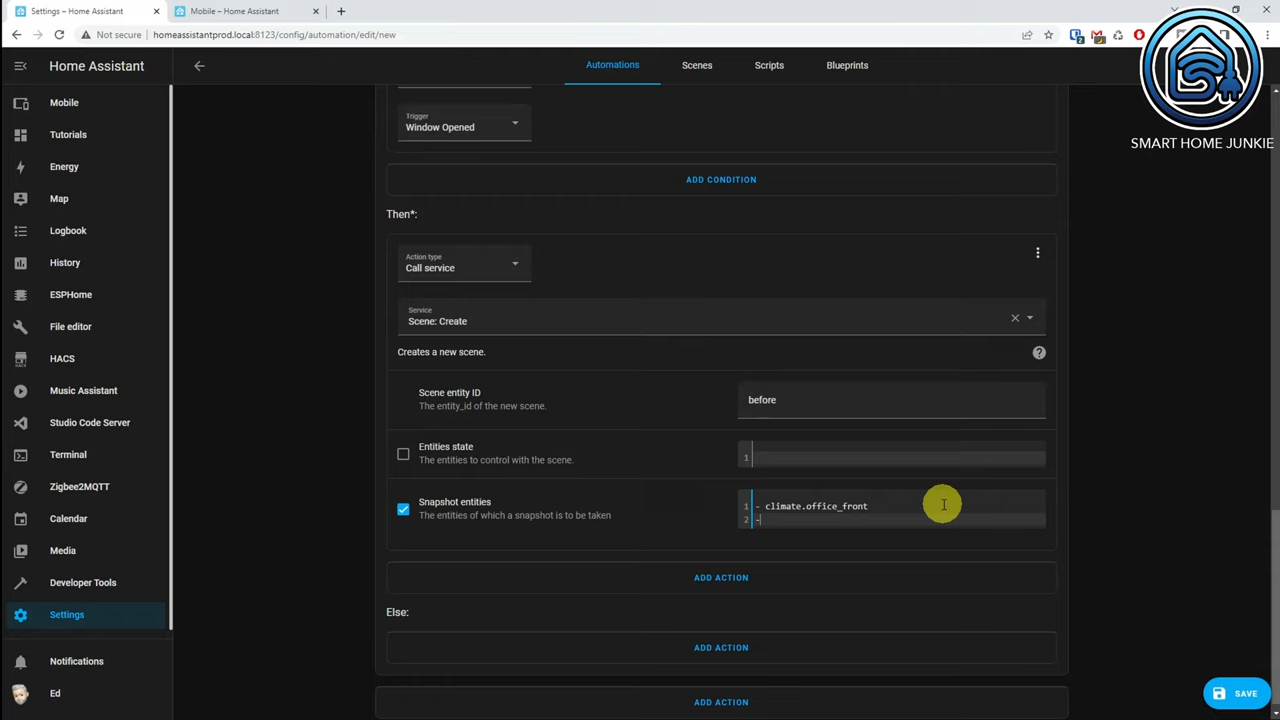 Settings – Home Assistant
Mobile – Home Assistant
Not secure
homeassistantprod.local:8123/config/automation/edit/new
Home Assistant
Automations
Scenes
Scripts
Blueprints
SMART HOME JUNKIE
Mobile
Tutorials
Energy
Map
Logbook
History
ESPHome
File editor
HACS
Music Assistant
Studio Code Server
Terminal
Zigbee2MQTT
Calendar
Media
Developer Tools
Settings
Notifications
Ed
Trigger
Window Opened
ADD CONDITION
Then*:
Action type
Call service
Service
Scene: Create
Creates a new scene.
Scene entity ID
The entity_id of the new scene.
before
Entities state
The entities to control with the scene.
1
Snapshot entities
The entities of which a snapshot is to be taken
1 - climate.office_front
2 -
ADD ACTION
Else:
ADD ACTION
ADD ACTION
SAVE